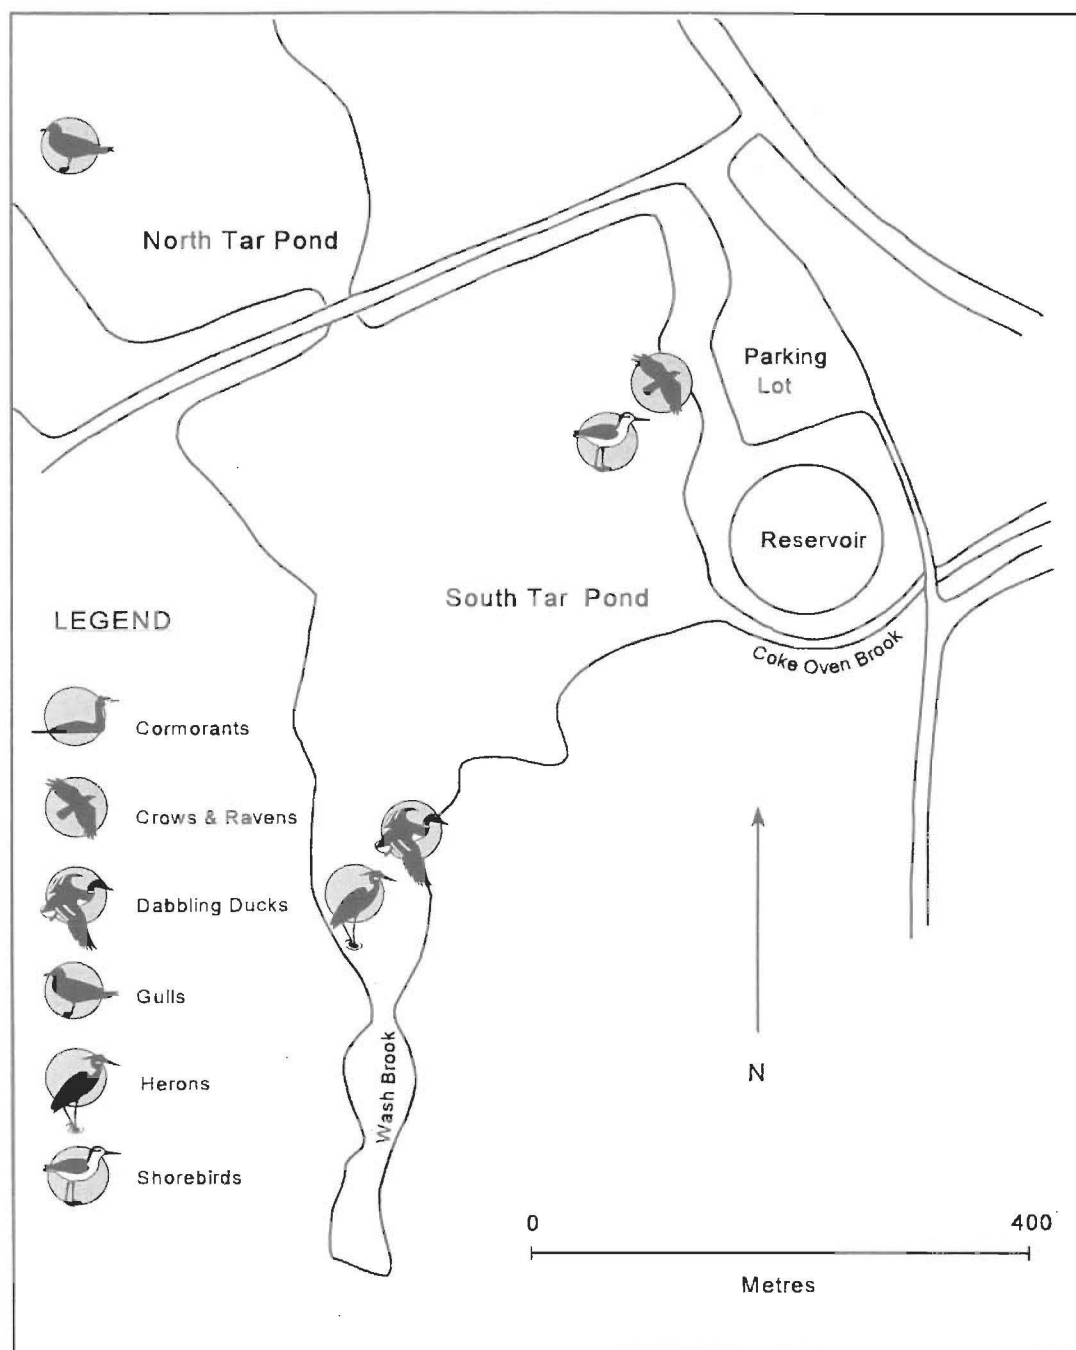 North Tar Pond
Parking
Lot
Reservoir
South Tar Pond
Coke Oven Brook
LEGEND
Cormorants
Crows & Ravens
Dabbling Ducks
Gulls
Herons
Shorebirds
Wash Brook
N
0 400
Metres